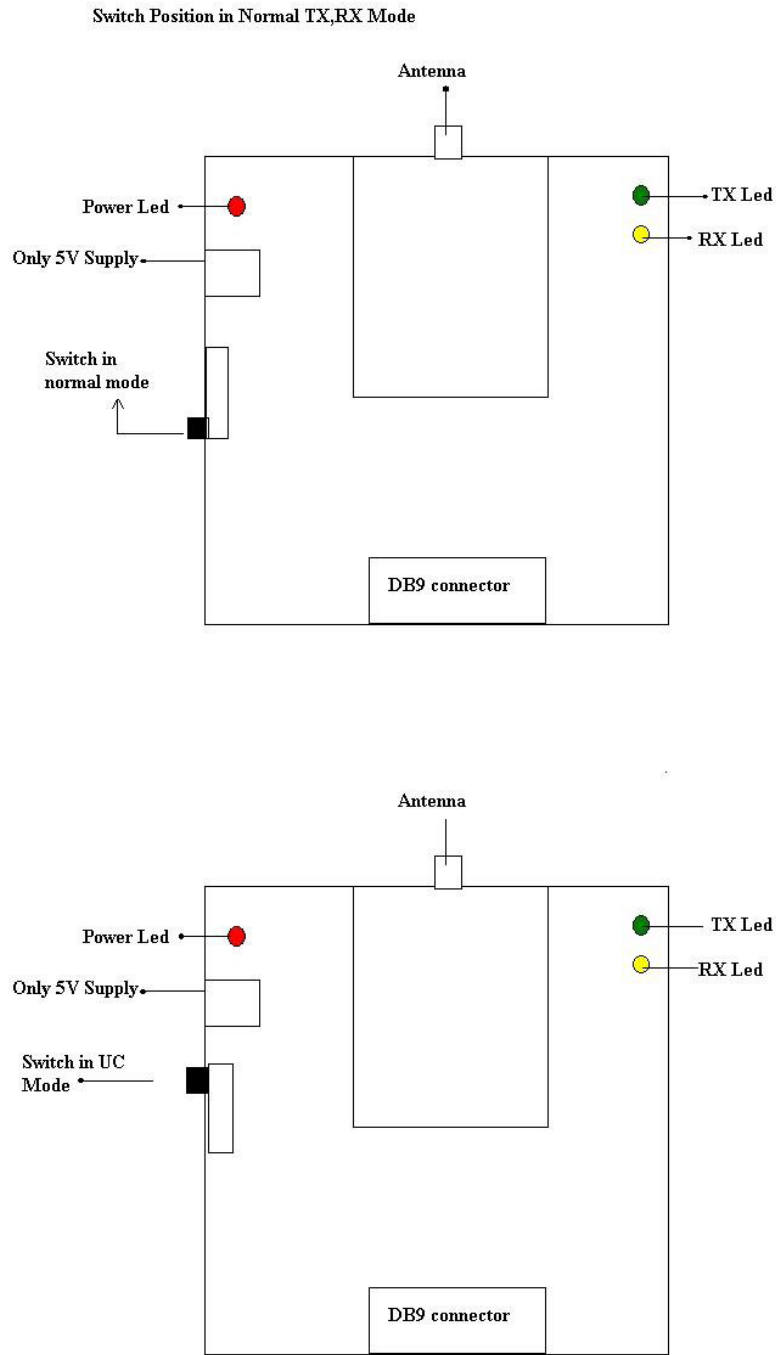 Switch Position in Normal TX,RX Mode
Antenna
Power Led
TX Led
RX Led
Only 5V Supply
Switch in
normal mode
DB9 connector
Antenna
Power Led
TX Led
RX Led
Only 5V Supply
Switch in UC
Mode
DB9 connector